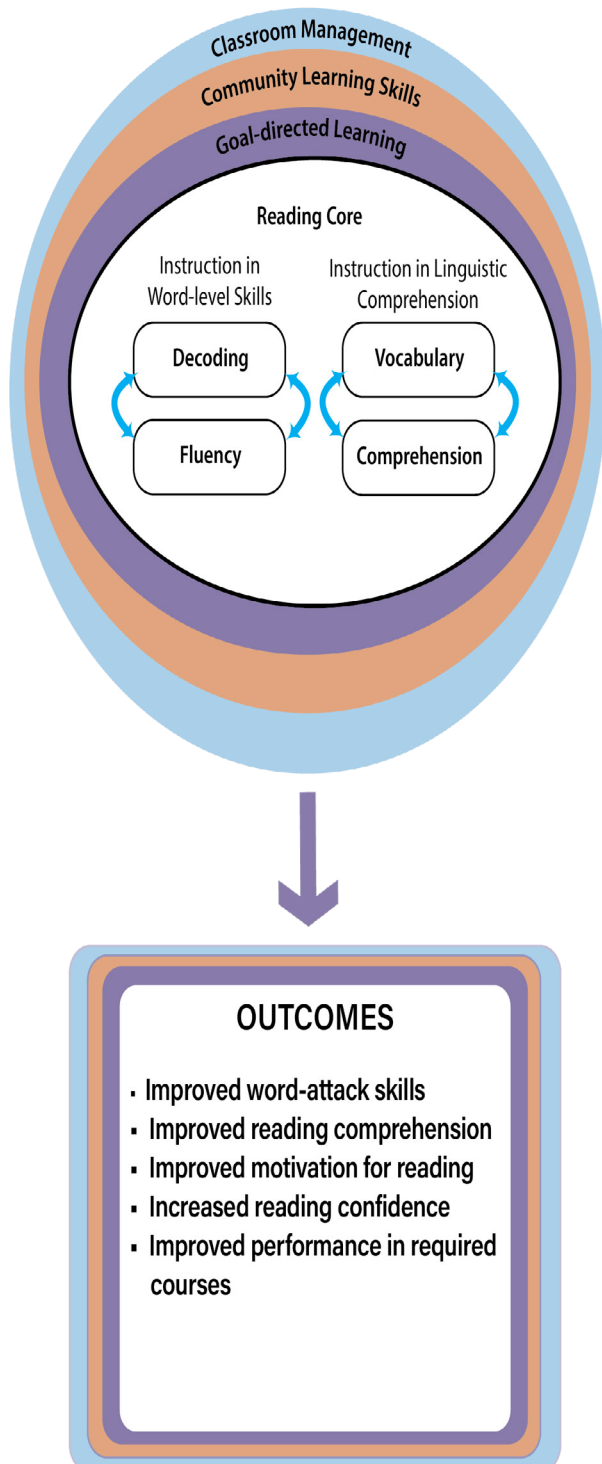 Classroom Management
Community Learning Skills
Goal-directed Learning
Reading Core
Instruction in
Word-level Skills
Decoding
Fluency
Instruction in Linguistic
Comprehension
Vocabulary
Comprehension
OUTCOMES
▪ Improved word-attack skills
▪ Improved reading comprehension
▪ Improved motivation for reading
▪ Increased reading confidence
▪ Improved performance in required
courses